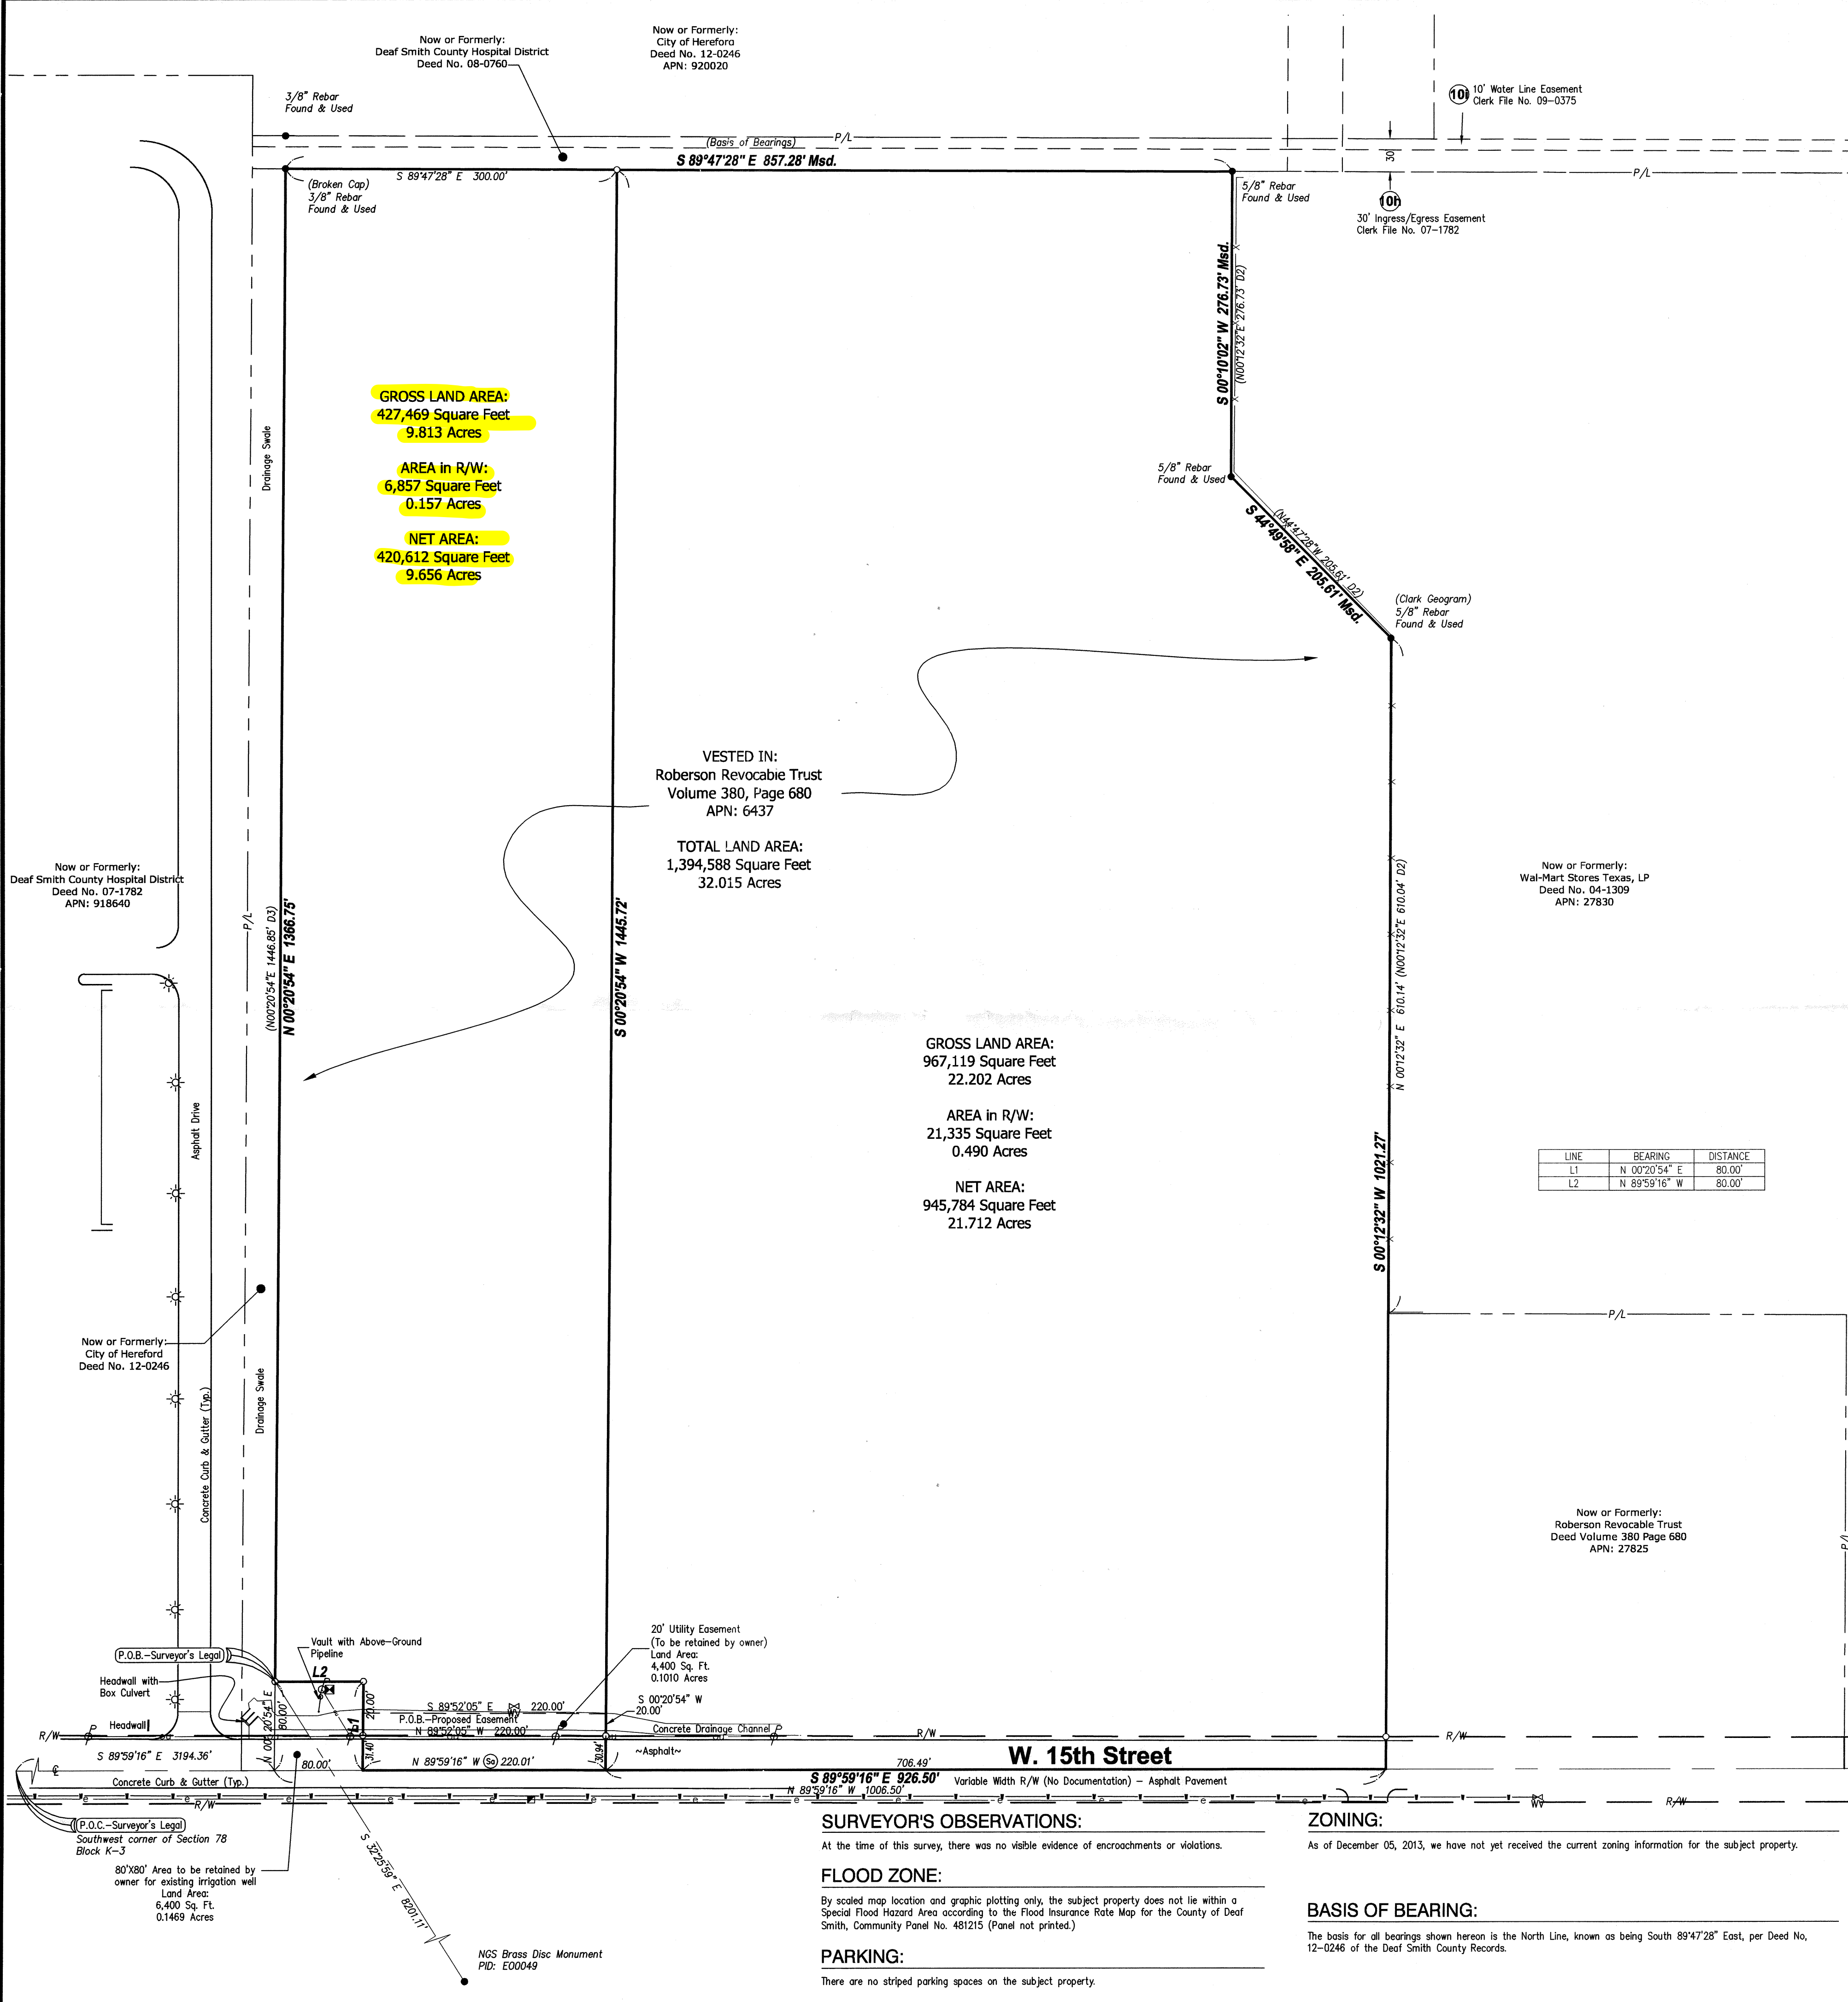 Now or Formerly:
Deaf Smith County Hospital District
Deed No. 08-0760
Now or Formerly:
City of Hereford
Deed No. 12-0246
APN: 920020
3/8" Rebar
Found & Used
10i
10' Water Line Easement
Clerk File No. 09-0375
P/L
(Basis of Bearings)
S 89°47'28" E 857.28' Msd.
30'
P/L
S 89°47'28" E 300.00'
(Broken Cap)
3/8" Rebar
Found & Used
5/8" Rebar
Found & Used
10h
30' Ingress/Egress Easement
Clerk File No. 07-1782
S 00°10'02" W 276.73' Msd.
(N00°12'32"E 276.73' D2)
GROSS LAND AREA:
427,469 Square Feet
9.813 Acres
AREA in R/W:
6,857 Square Feet
0.157 Acres
NET AREA:
420,612 Square Feet
9.656 Acres
Drainage Swale
5/8" Rebar
Found & Used
(N44°47'28"W 205.61' D2)
S 44°49'58" E 205.61' Msd.
(Clark Geogram)
5/8" Rebar
Found & Used
VESTED IN:
Roberson Revocable Trust
Volume 380, Page 680
APN: 6437
TOTAL LAND AREA:
1,394,588 Square Feet
32.015 Acres
Now or Formerly:
Deaf Smith County Hospital District
Deed No. 07-1782
APN: 918640
P/L
(N00°20'54"E 1446.85' D3)
N 00°20'54" E 1366.75'
S 00°20'54" W 1445.72'
N 00°12'32" E 610.14' (N00°12'32"E 610.04' D2)
Now or Formerly:
Wal-Mart Stores Texas, LP
Deed No. 04-1309
APN: 27830
GROSS LAND AREA:
967,119 Square Feet
22.202 Acres
AREA in R/W:
21,335 Square Feet
0.490 Acres
NET AREA:
945,784 Square Feet
21.712 Acres
Asphalt Drive
S 00°12'32" W 1021.27'
LINE BEARING DISTANCE
L1 N 00°20'54" E 80.00'
L2 N 89°59'16" W 80.00'
P/L
Now or Formerly:
City of Hereford
Deed No. 12-0246
Drainage Swale
Concrete Curb & Gutter (Typ.)
Now or Formerly:
Roberson Revocable Trust
Deed Volume 380 Page 680
APN: 27825
P/L
P.O.B.-Surveyor's Legal
Vault with Above-Ground
Pipeline
L2
20' Utility Easement
(To be retained by owner)
Land Area:
4,400 Sq. Ft.
0.1010 Acres
Headwall with
Box Culvert
N 00°20'54" E
80.00'
20.00'
L1
S 89°52'05" E 220.00'
WV
S 00°20'54" W
20.00'
P.O.B.-Proposed Easement
N 89°52'05" W 220.00'
Headwall
Concrete Drainage Channel
R/W
R/W
R/W
S 89°59'16" E 3194.36'
80.00'
31.40'
N 89°59'16" W 5a 220.01'
30.94'
~Asphalt~
706.49'
W. 15th Street
Concrete Curb & Gutter (Typ.)
S 89°59'16" E 926.50' Variable Width R/W (No Documentation) - Asphalt Pavement
N 89°59'16" W 1006.50'
e e e e e e e e e
R/W
WV
R/W
P.O.C.-Surveyor's Legal
Southwest corner of Section 78
Block K-3
80'X80' Area to be retained by
owner for existing irrigation well
Land Area:
6,400 Sq. Ft.
0.1469 Acres
S 32°25'59" E 8201.11'
NGS Brass Disc Monument
PID: EO0049
SURVEYOR'S OBSERVATIONS:
At the time of this survey, there was no visible evidence of encroachments or violations.
FLOOD ZONE:
By scaled map location and graphic plotting only, the subject property does not lie within a
Special Flood Hazard Area according to the Flood Insurance Rate Map for the County of Deaf
Smith, Community Panel No. 481215 (Panel not printed.)
PARKING:
There are no striped parking spaces on the subject property.
ZONING:
As of December 05, 2013, we have not yet received the current zoning information for the subject property.
BASIS OF BEARING:
The basis for all bearings shown hereon is the North Line, known as being South 89°47'28" East, per Deed No,
12-0246 of the Deaf Smith County Records.